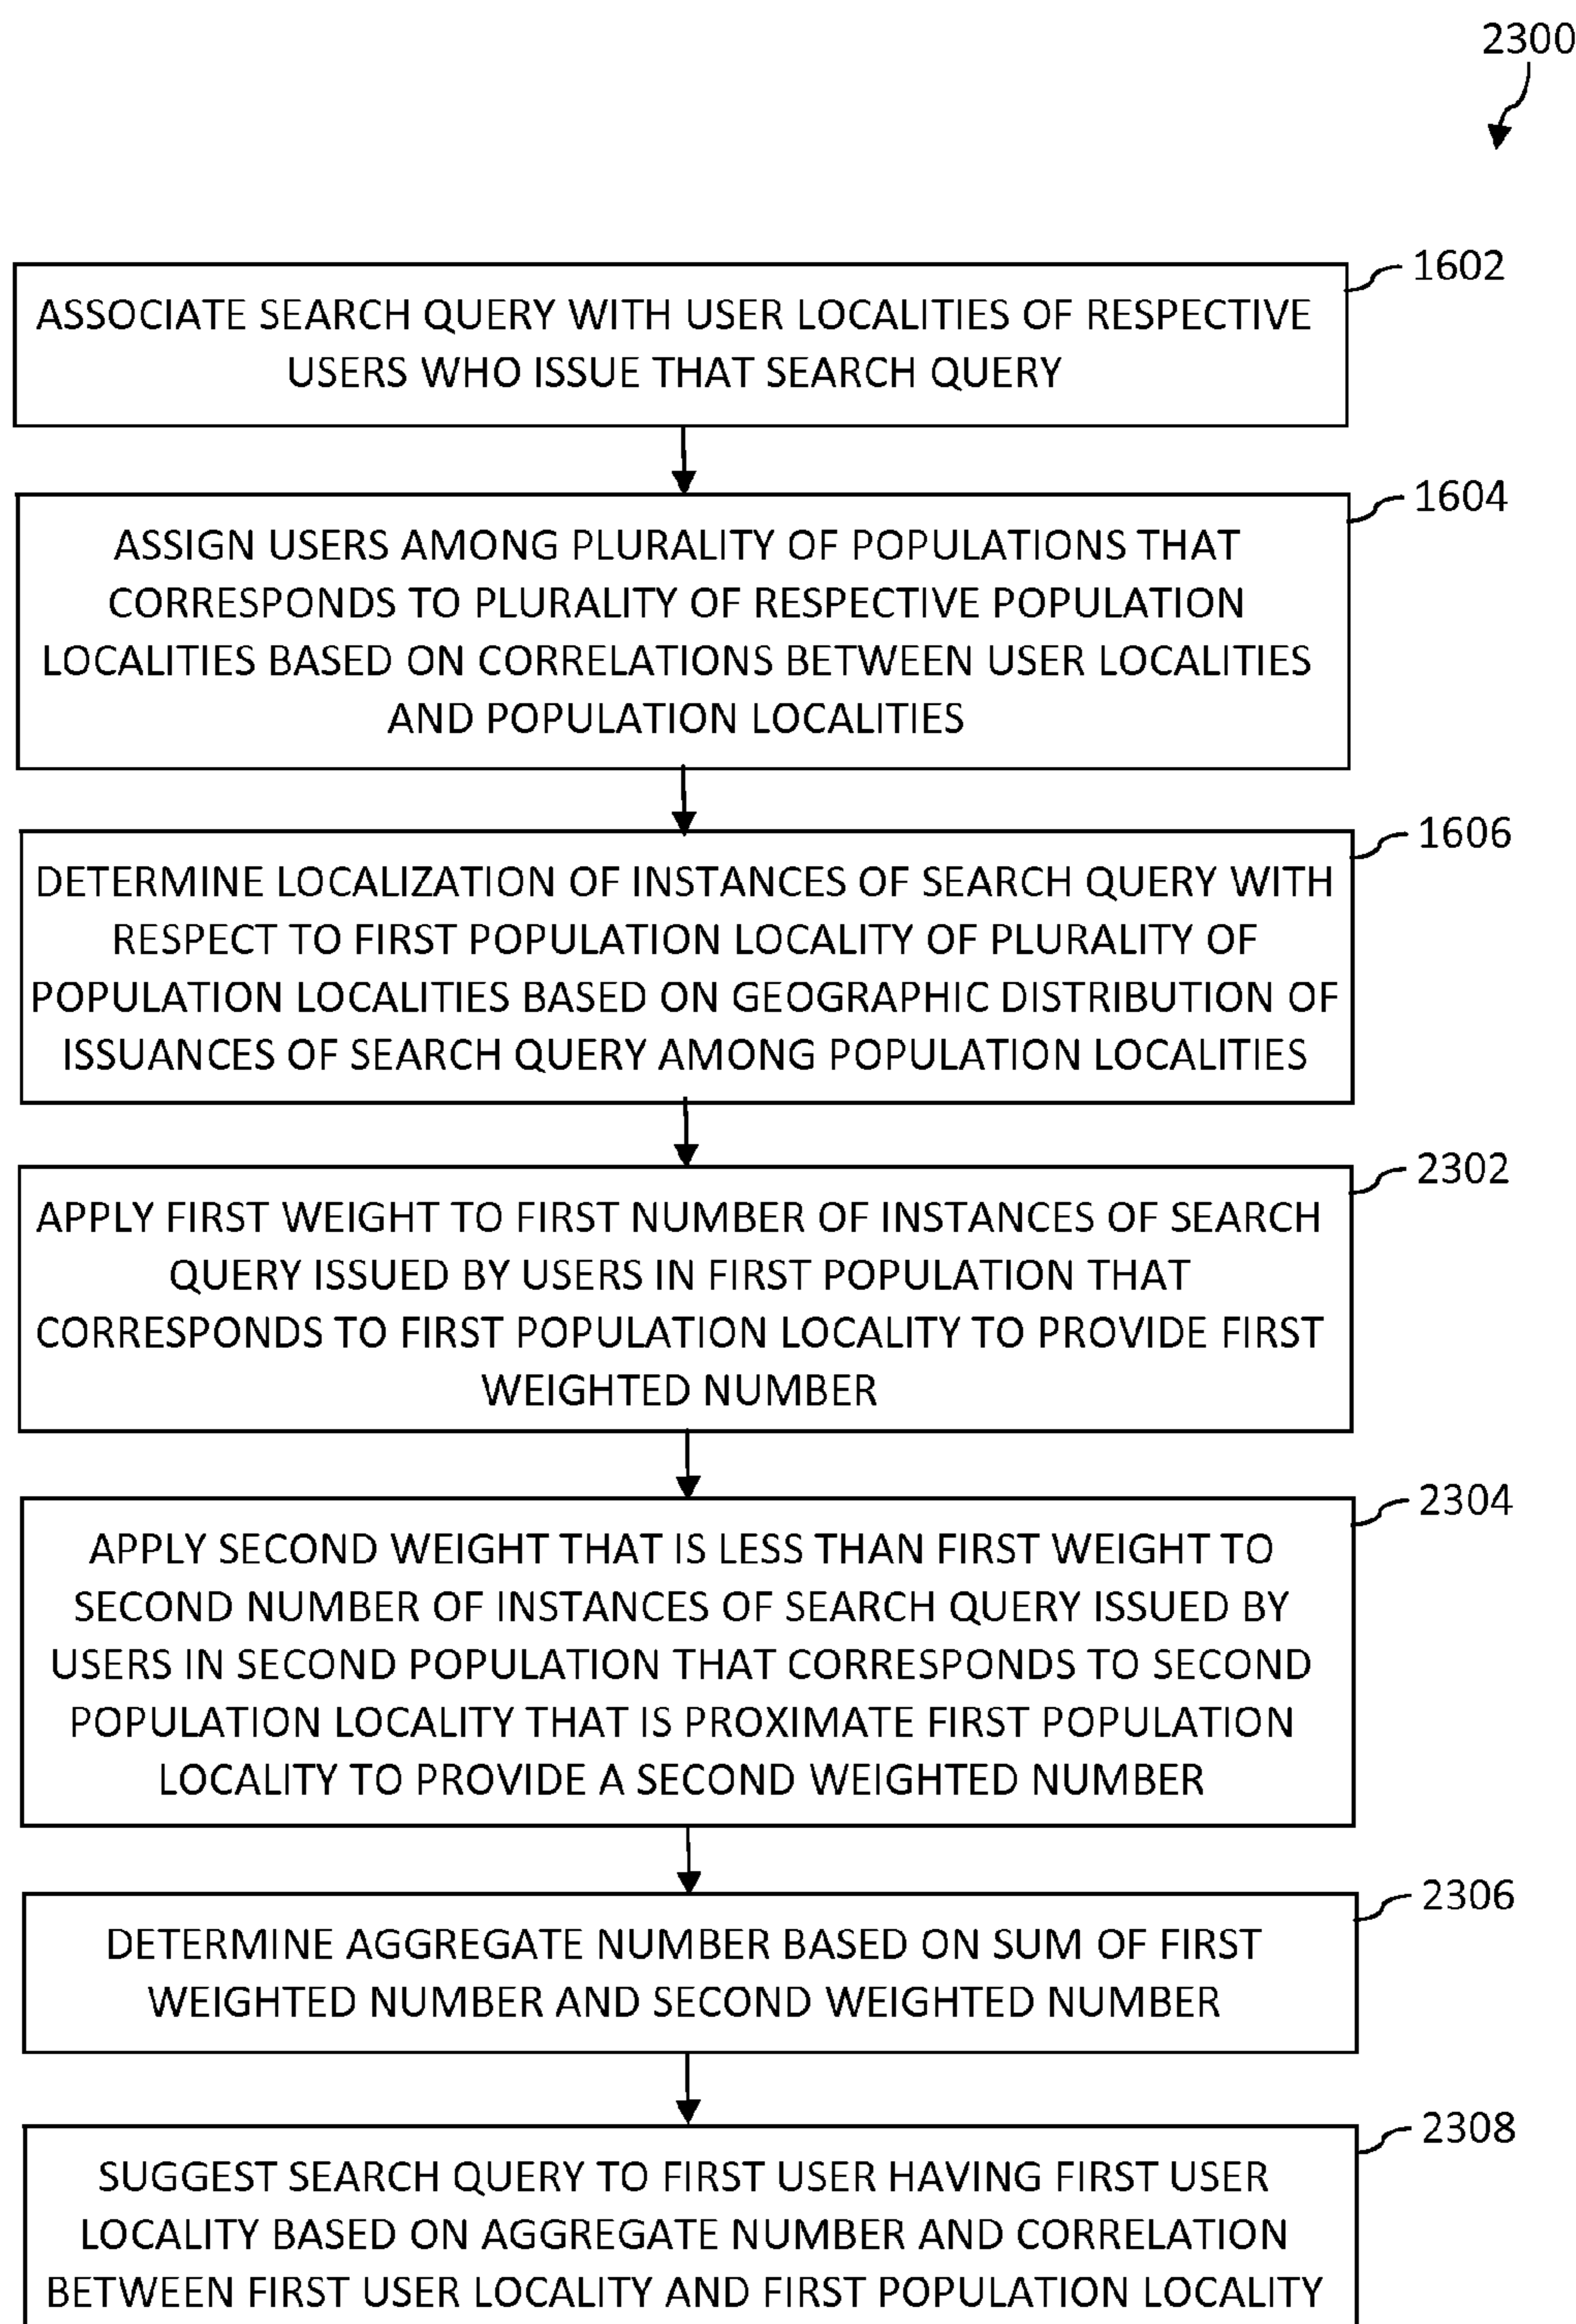 2300
1602
ASSOCIATE SEARCH QUERY WITH USER LOCALITIES OF RESPECTIVE
USERS WHO ISSUE THAT SEARCH QUERY
1604
ASSIGN USERS AMONG PLURALITY OF POPULATIONS THAT
CORRESPONDS TO PLURALITY OF RESPECTIVE POPULATION
LOCALITIES BASED ON CORRELATIONS BETWEEN USER LOCALITIES
AND POPULATION LOCALITIES
1606
DETERMINE LOCALIZATION OF INSTANCES OF SEARCH QUERY WITH
RESPECT TO FIRST POPULATION LOCALITY OF PLURALITY OF
POPULATION LOCALITIES BASED ON GEOGRAPHIC DISTRIBUTION OF
ISSUANCES OF SEARCH QUERY AMONG POPULATION LOCALITIES
2302
APPLY FIRST WEIGHT TO FIRST NUMBER OF INSTANCES OF SEARCH
QUERY ISSUED BY USERS IN FIRST POPULATION THAT
CORRESPONDS TO FIRST POPULATION LOCALITY TO PROVIDE FIRST
WEIGHTED NUMBER
2304
APPLY SECOND WEIGHT THAT IS LESS THAN FIRST WEIGHT TO
SECOND NUMBER OF INSTANCES OF SEARCH QUERY ISSUED BY
USERS IN SECOND POPULATION THAT CORRESPONDS TO SECOND
POPULATION LOCALITY THAT IS PROXIMATE FIRST POPULATION
LOCALITY TO PROVIDE A SECOND WEIGHTED NUMBER
2306
DETERMINE AGGREGATE NUMBER BASED ON SUM OF FIRST
WEIGHTED NUMBER AND SECOND WEIGHTED NUMBER
2308
SUGGEST SEARCH QUERY TO FIRST USER HAVING FIRST USER
LOCALITY BASED ON AGGREGATE NUMBER AND CORRELATION
BETWEEN FIRST USER LOCALITY AND FIRST POPULATION LOCALITY